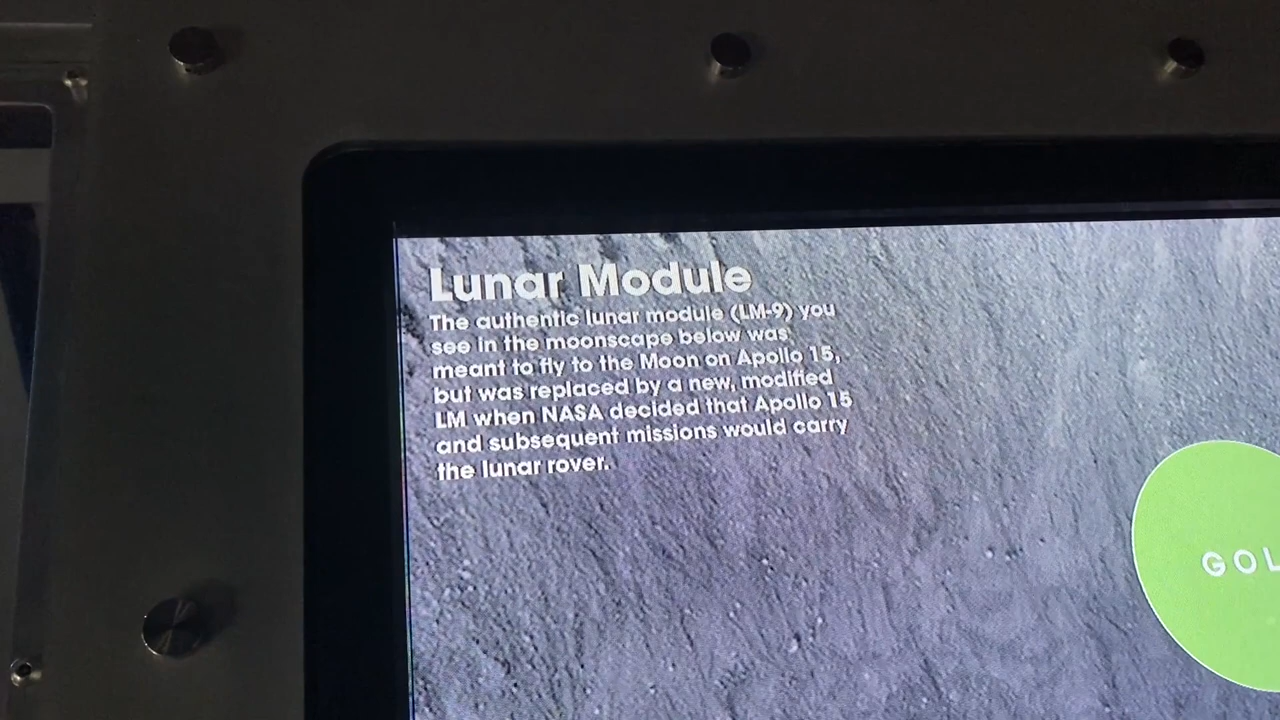 Lunar Module
The authentic lunar module (LM-9) you
see in the moonscape below was
meant to fly to the Moon on Apollo 15,
but was replaced by a new, modified
LM when NASA decided that Apollo 15
and subsequent missions would carry
the lunar rover.
GOL